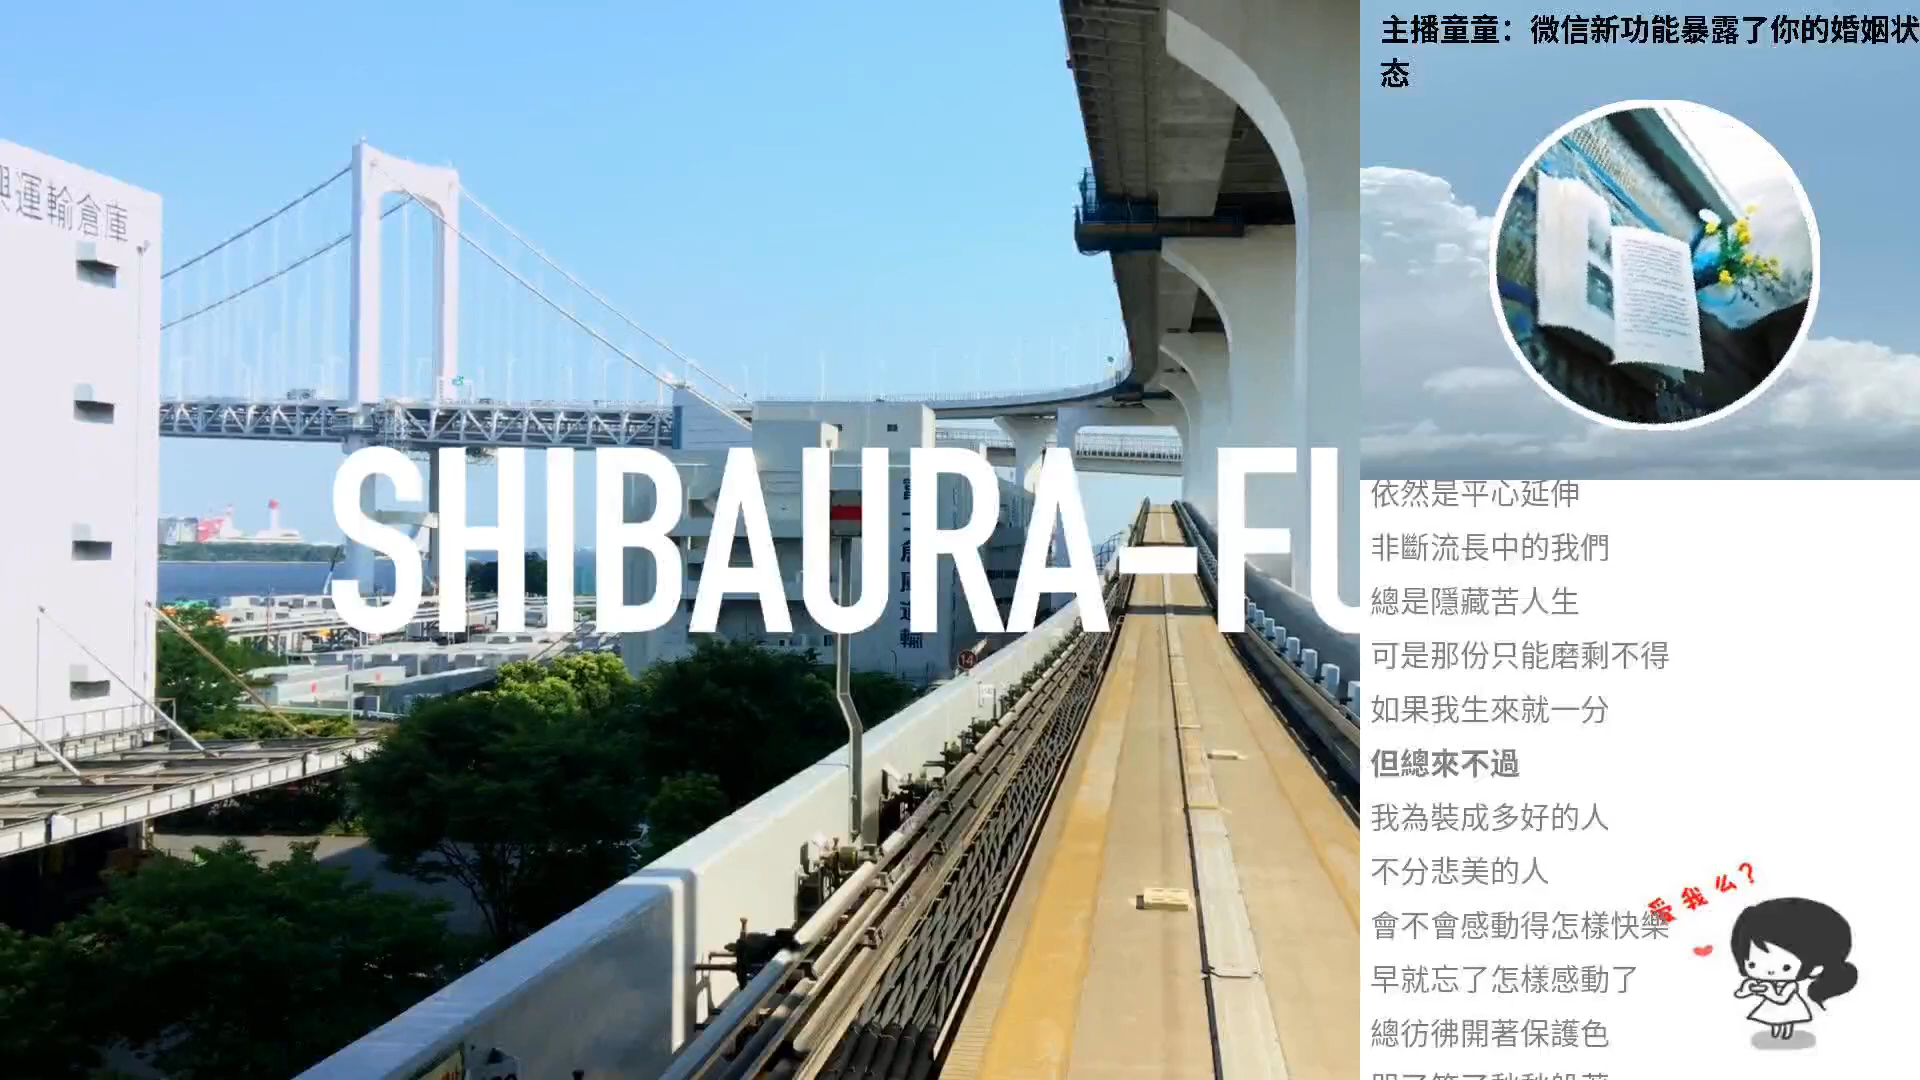 運輸倉庫
SHIBAURA-FU
14
主播童童：微信新功能暴露了你的婚姻状
态
依然是平心延伸
非斷流長中的我們
總是隱藏苦人生
可是那份只能磨剩不得
如果我生來就一分
但總來不過
我為裝成多好的人
不分悲美的人
會不會感動得怎樣快樂
愛我么?
早就忘了怎樣感動了
總彷彿開著保護色